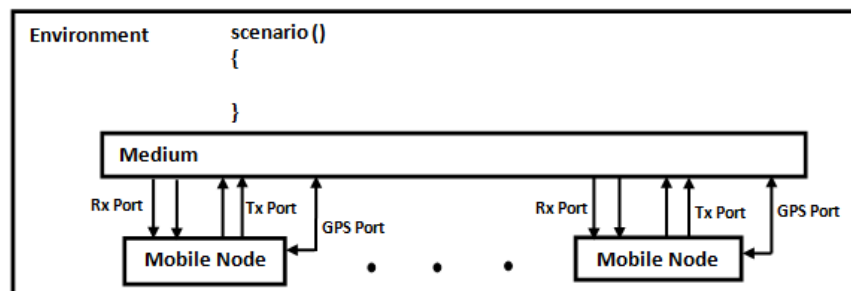 Environment
scenario ()
{
}
Medium
Rx Port
Tx Port
GPS Port
Rx Port
Tx Port
GPS Port
Mobile Node
Mobile Node